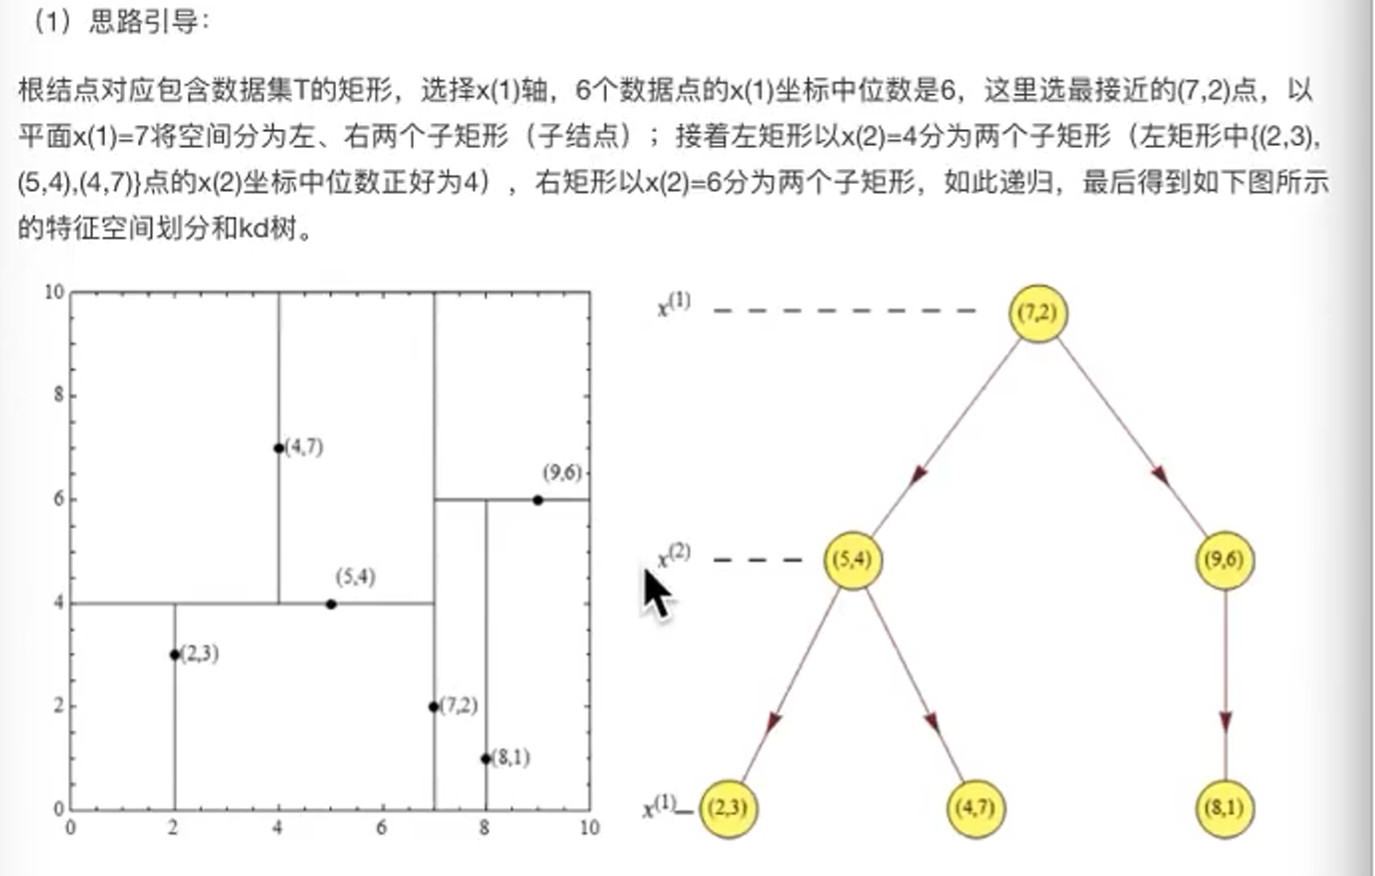 （1）思路引导：
根结点对应包含数据集T的矩形，选择x(1)轴，6个数据点的x(1)坐标中位数是6，这里选最接近的(7,2)点，以
平面x(1)=7将空间分为左、右两个子矩形（子结点）；接着左矩形以x(2)=4分为两个子矩形（左矩形中{(2,3),
(5,4),(4,7)}点的x(2)坐标中位数正好为4），右矩形以x(2)=6分为两个子矩形，如此递归，最后得到如下图所示
的特征空间划分和kd树。
10
8
6
4
2
0
0 2 4 6 8 10
(4,7)
(9,6)
(5,4)
(2,3)
(7,2)
(8,1)
x(1)
(7,2)
x(2)
(5,4)
(9,6)
x(1)
(2,3)
(4,7)
(8,1)